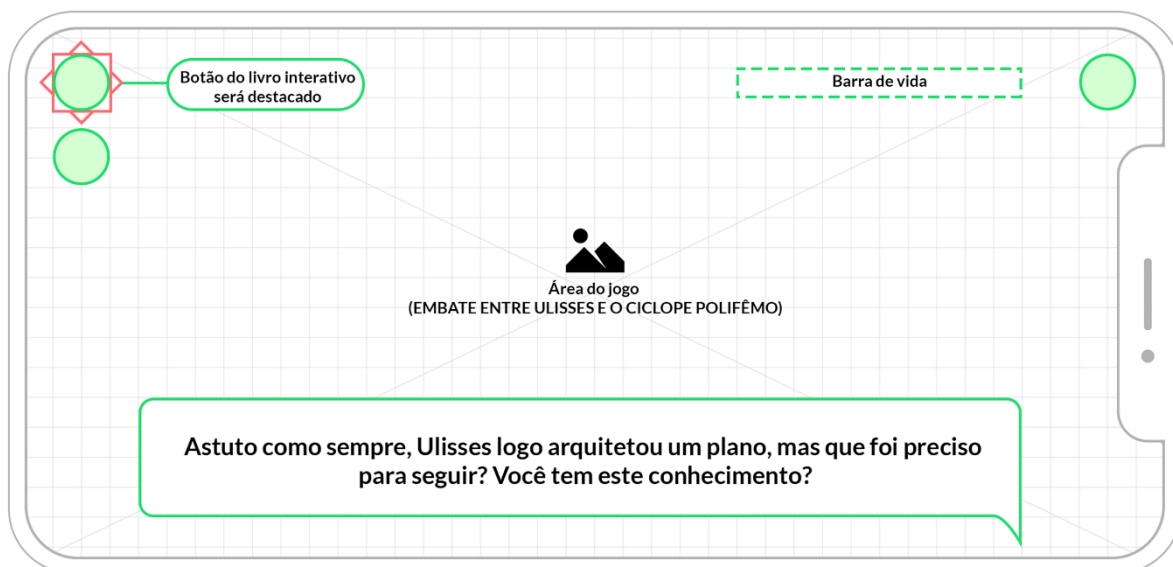 Botão do livro interativo
será destacado
Barra de vida
Área do jogo
(EMBATE ENTRE ULISSES E O CICLOPE POLIFÊMO)
Astuto como sempre, Ulisses logo arquitetou um plano, mas que foi preciso
para seguir? Você tem este conhecimento?